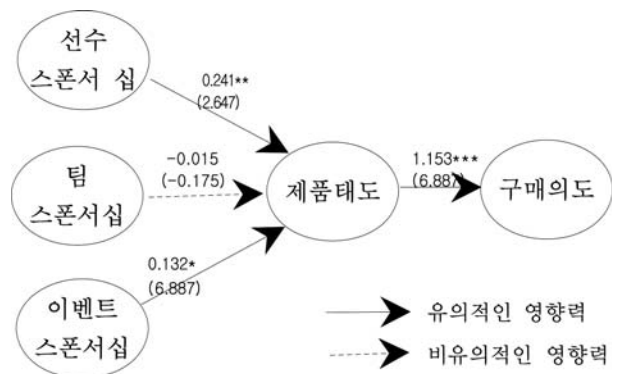 선수
스폰서 십
0.241**
(2.647)
팀
스폰서십
-0.015
(-0.175)
제품태도
1.153***
(6.887)
구매의도
이벤트
스폰서십
0.132*
(6.887)
유의적인 영향력
비유의적인 영향력